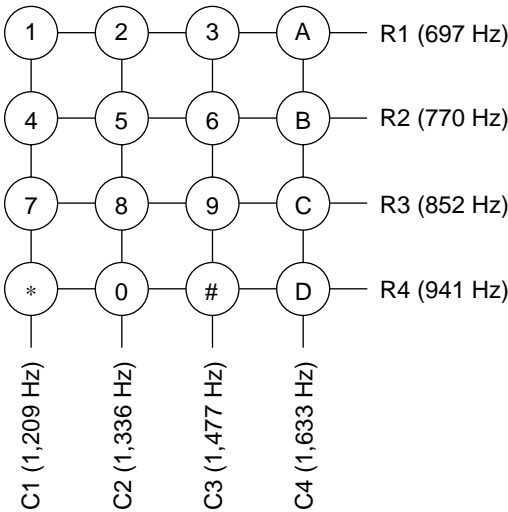 1 2 3 A R1 (697 Hz)
4 5 6 B R2 (770 Hz)
7 8 9 C R3 (852 Hz)
* 0 # D R4 (941 Hz)
C1 (1,209 Hz)
C2 (1,336 Hz)
C3 (1,477 Hz)
C4 (1,633 Hz)